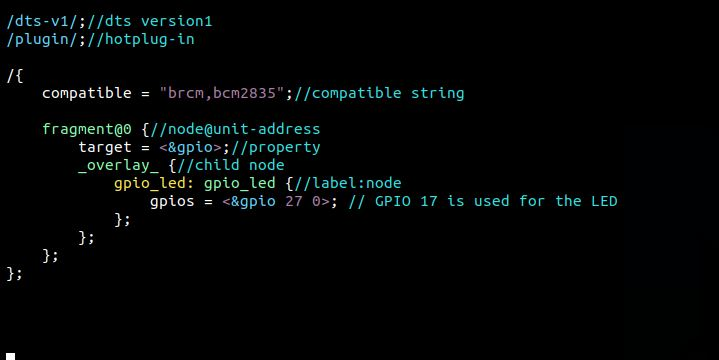 /dts-v1/;//dts version1
/plugin/;//hotplug-in
/{
compatible = "brcm,bcm2835";//compatible string
fragment@0 {//node@unit-address
target = <&gpio>;//property
_overlay_ {//child node
gpio_led: gpio_led {//label:node
gpios = <&gpio 27 0>; // GPIO 17 is used for the LED
};
};
};
};